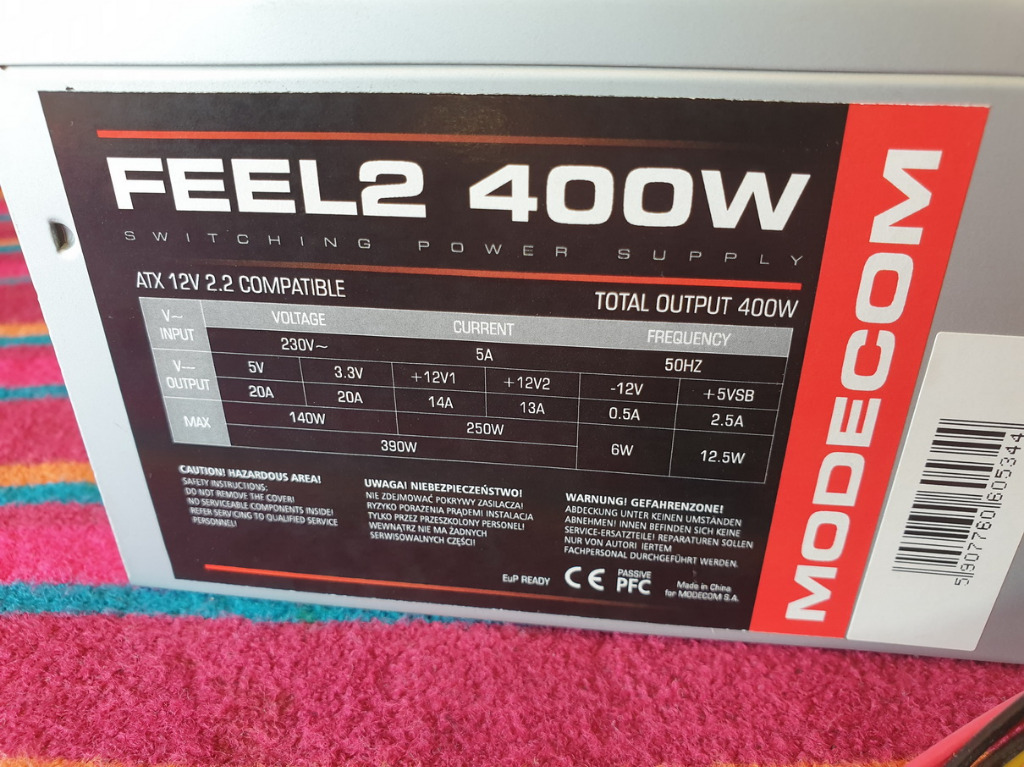 FEEL2 400W
SWITCHING POWER SUPPLY
ATX 12V 2.2 COMPATIBLE
TOTAL OUTPUT 400W
V~ INPUT VOLTAGE CURRENT FREQUENCY
230V~ 5A 50HZ
V--- OUTPUT 5V 3.3V +12V1 +12V2 -12V +5VSB
20A 20A 14A 13A 0.5A 2.5A
MAX 140W 250W 6W 12.5W
390W
CAUTION! HAZARDOUS AREA!
SAFETY INSTRUCTIONS:
DO NOT REMOVE THE COVER!
NO SERVICEABLE COMPONENTS INSIDE!
REFER SERVICING TO QUALIFIED SERVICE
PERSONNEL!
UWAGA! NIEBEZPIECZEŃSTWO!
NIE ZDEJMOWAĆ POKRYWY ZASILACZA!
RYZYKO PORAŻENIA PRĄDEM! INSTALACJA
TYLKO PRZEZ PRZESZKOLONY PERSONEL!
WEWNĄTRZ NIE MA ŻADNYCH
SERWISOWALNYCH CZĘŚCI!
WARNUNG! GEFAHRENZONE!
ABDECKUNG UNTER KEINEN UMSTÄNDEN
ABNEHMEN! INNEN BEFINDEN SICH KEINE
SERVICE-ERSATZTEILE! REPARATUREN SOLLEN
NUR VON AUTORI IERTEM
FACHPERSONAL DURCHGEFÜHRT WERDEN.
EuP READY
CE
PASSIVE
PFC
Made in China
for MODECOM S.A.
MODECOM
5907760605344